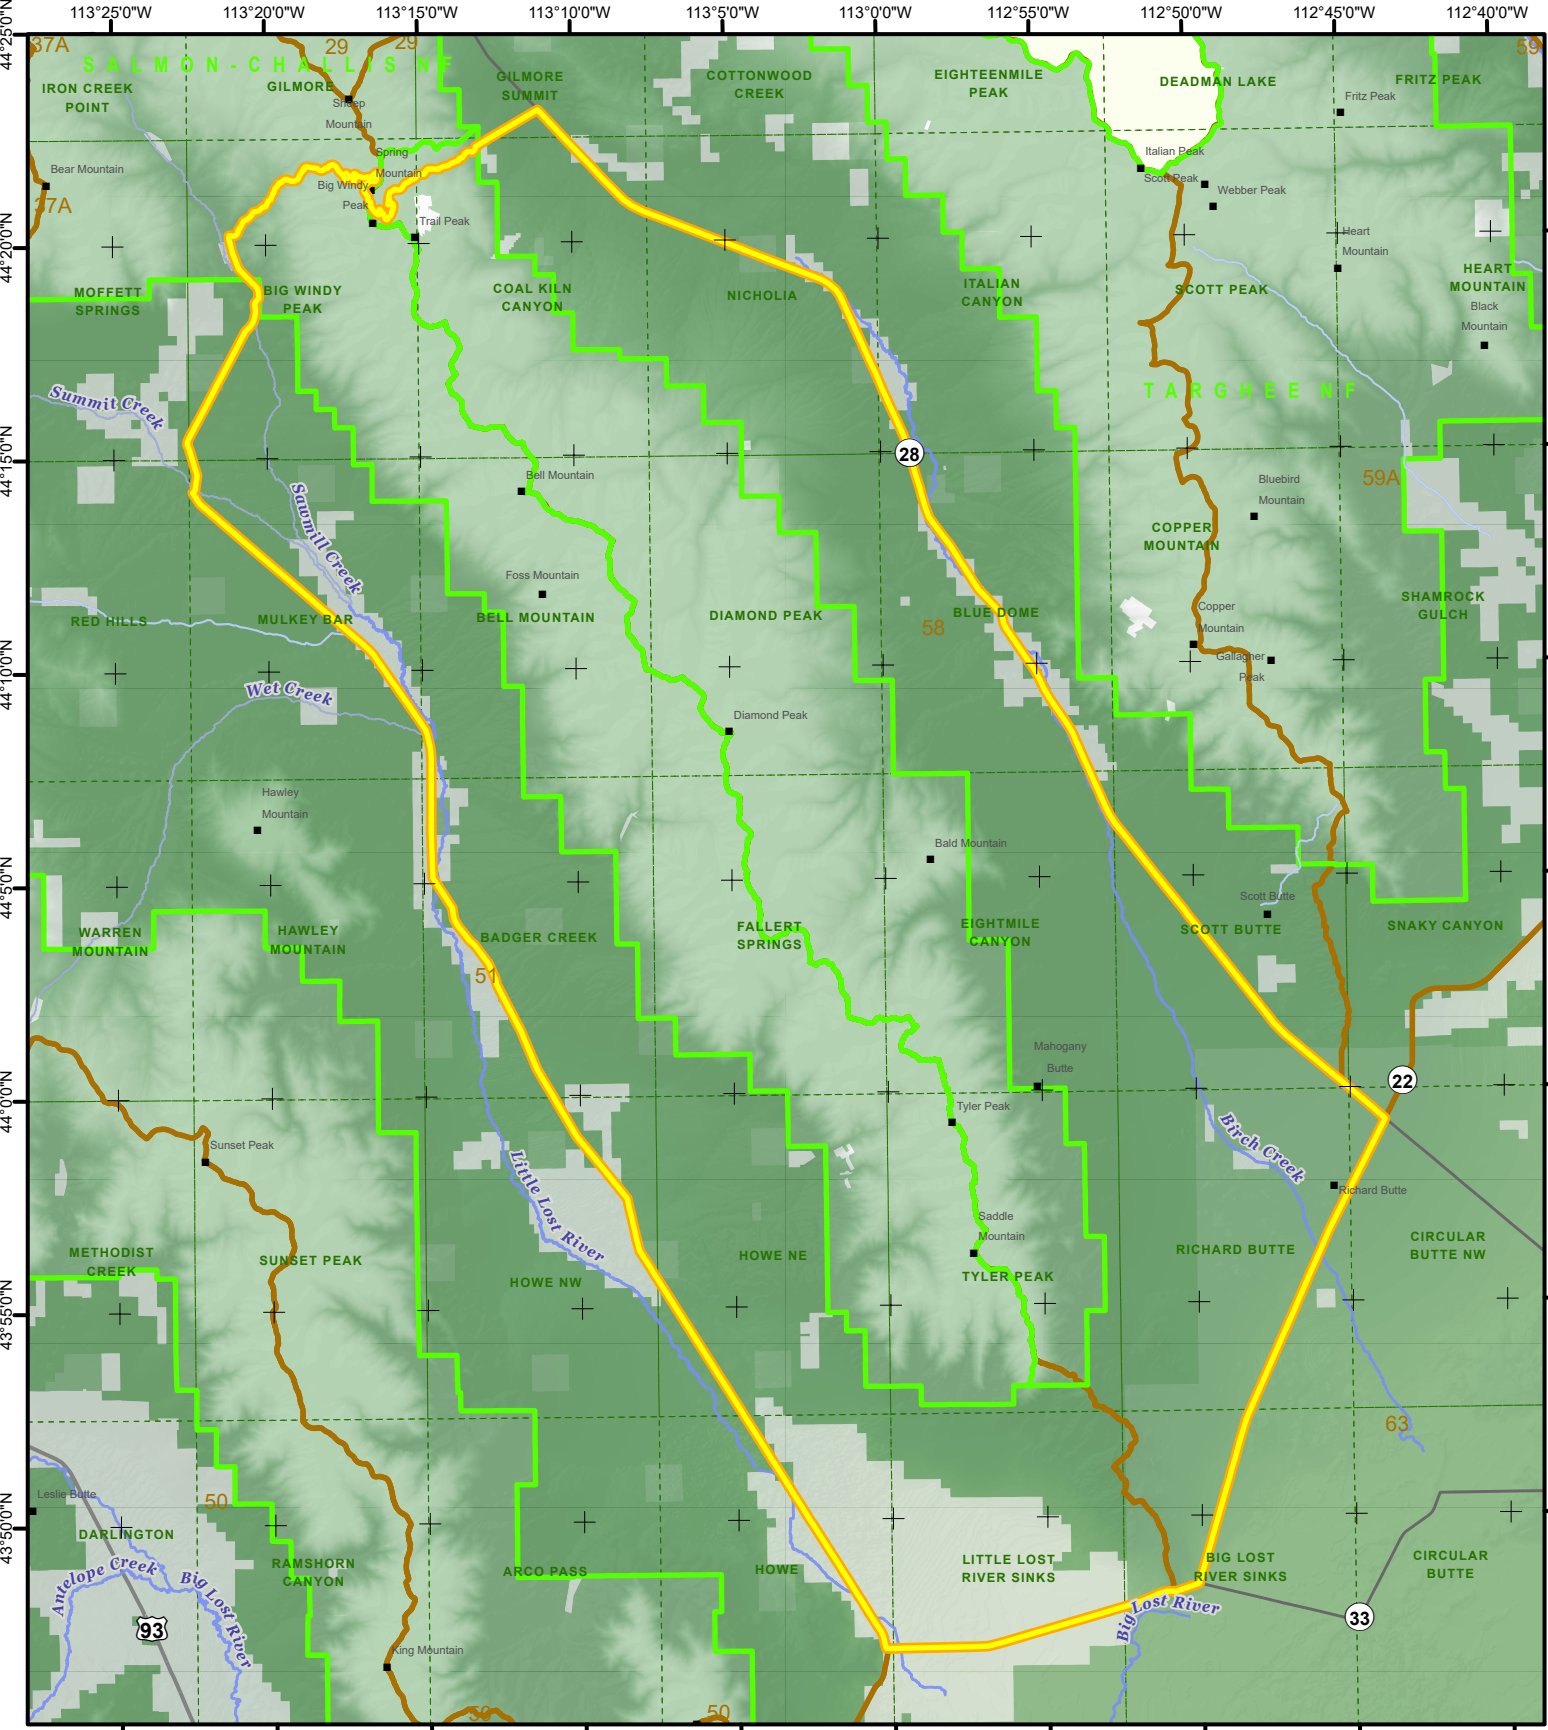 113°25'0"W
113°20'0"W
113°15'0"W
113°10'0"W
113°5'0"W
113°0'0"W
112°55'0"W
112°50'0"W
112°45'0"W
112°40'0"W
44°25'0"N
44°20'0"N
44°15'0"N
44°10'0"N
44°5'0"N
44°0'0"N
43°55'0"N
43°50'0"N
37A
29
29
59
SALMON-CHALLIS NF
IRON CREEK
POINT
GILMORE
GILMORE
SUMMIT
COTTONWOOD
CREEK
EIGHTEENMILE
PEAK
DEADMAN LAKE
FRITZ PEAK
Fritz Peak
Sheep
Mountain
Spring
Mountain
Bear Mountain
Big Windy
Peak
Trail Peak
Italian Peak
Scott Peak
Webber Peak
37A
Heart
Mountain
HEART
MOUNTAIN
MOFFETT
SPRINGS
BIG WINDY
PEAK
COAL KILN
CANYON
NICHOLIA
ITALIAN
CANYON
SCOTT PEAK
Black
Mountain
TARGHEE NF
Summit Creek
28
Bell Mountain
59A
Bluebird
Mountain
Sawmill Creek
COPPER
MOUNTAIN
Foss Mountain
RED HILLS
MULKEY BAR
BELL MOUNTAIN
DIAMOND PEAK
58
BLUE DOME
Copper
Mountain
SHAMROCK
GULCH
Gallagher
Peak
Wet Creek
Diamond Peak
Hawley
Mountain
Bald Mountain
Scott Butte
WARREN
MOUNTAIN
HAWLEY
MOUNTAIN
BADGER CREEK
FALLERT
SPRINGS
EIGHTMILE
CANYON
SCOTT BUTTE
SNAKY CANYON
51
Mahogany
Butte
22
Tyler Peak
Sunset Peak
Birch Creek
Little Lost River
Richard Butte
Saddle
Mountain
METHODIST
CREEK
SUNSET PEAK
HOWE NW
HOWE NE
TYLER PEAK
RICHARD BUTTE
CIRCULAR
BUTTE NW
63
50
Leslie Butte
DARLINGTON
Antelope Creek
Big Lost River
RAMSHORN
CANYON
ARCO PASS
HOWE
LITTLE LOST
RIVER SINKS
BIG LOST
RIVER SINKS
CIRCULAR
BUTTE
Big Lost River
33
93
King Mountain
50
50